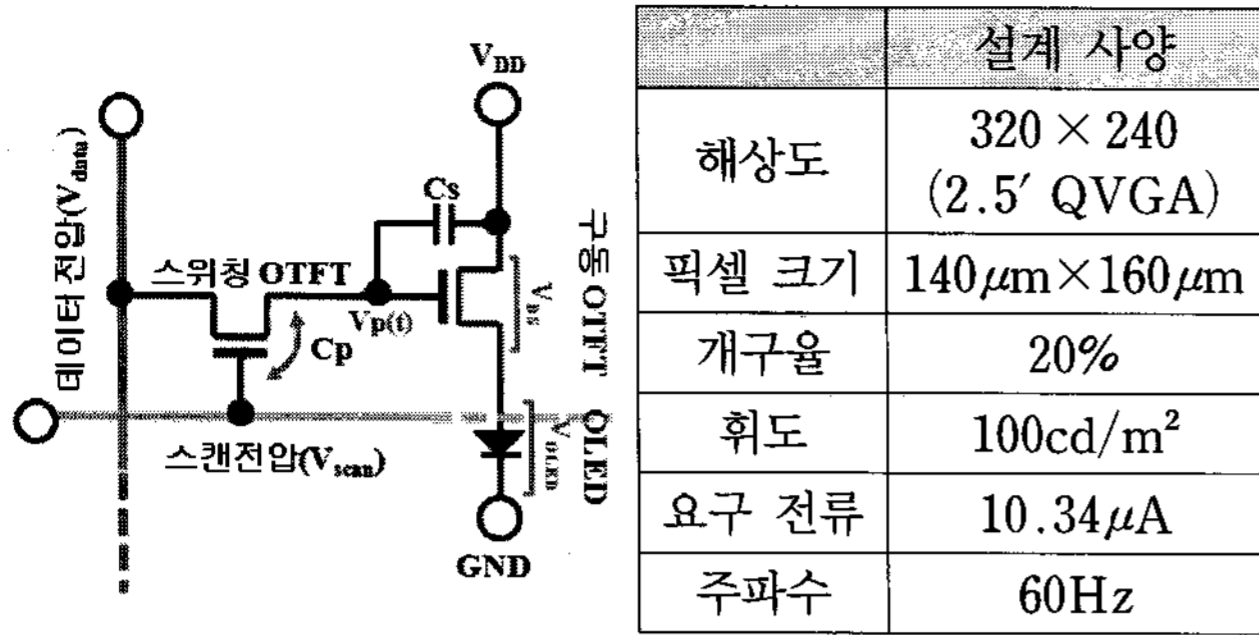 V_DD
Cs
데이터 전압(V_data)
스위칭 OTFT
Vp(t)
Cp
V_DS
구동 OTFT
스캔전압(V_scan)
V_OLED
OLED
GND
설계 사양
해상도
320 × 240
(2.5′ QVGA)
픽셀 크기
140μm×160μm
개구율
20%
휘도
100cd/m²
요구 전류
10.34μA
주파수
60Hz